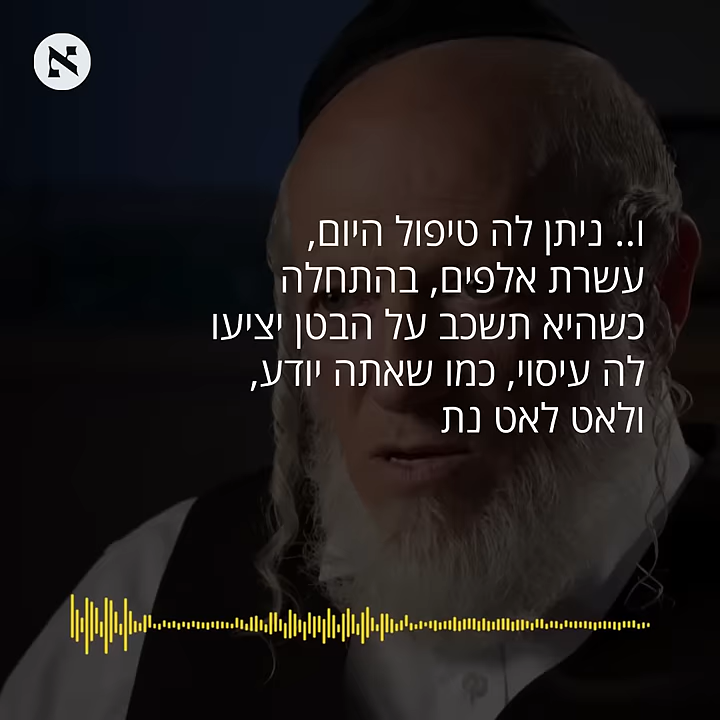 א
ו.. ניתן לה טיפול היום,
עשרת אלפים, בהתחלה
כשהיא תשכב על הבטן יציעו
לה עיסוי, כמו שאתה יודע,
ולאט לאט נת